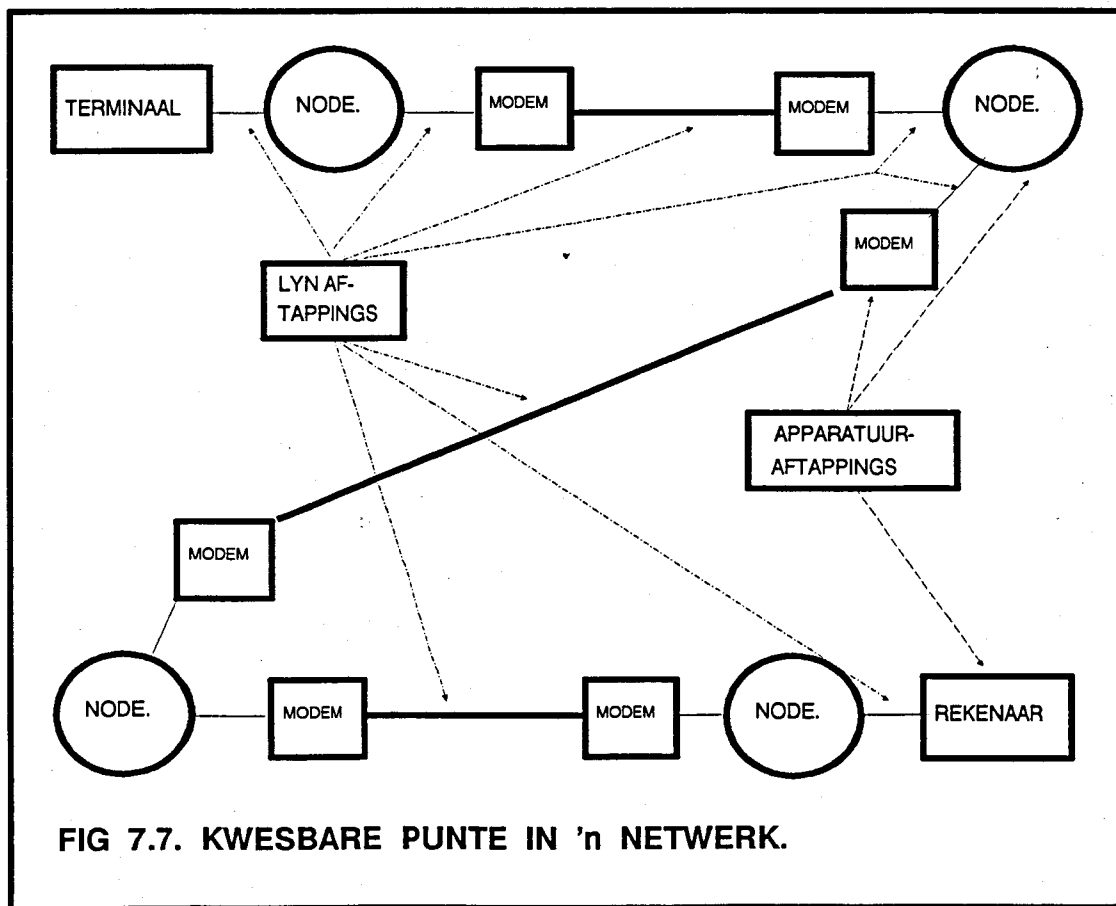 TERMINAAL
NODE.
MODEM
MODEM
NODE.
MODEM
LYN AF-
TAPPINGS
APPARATUUR-
AFTAPPINGS
MODEM
NODE.
MODEM
MODEM
NODE.
REKENAAR
FIG 7.7. KWESBARE PUNTE IN 'n NETWERK.